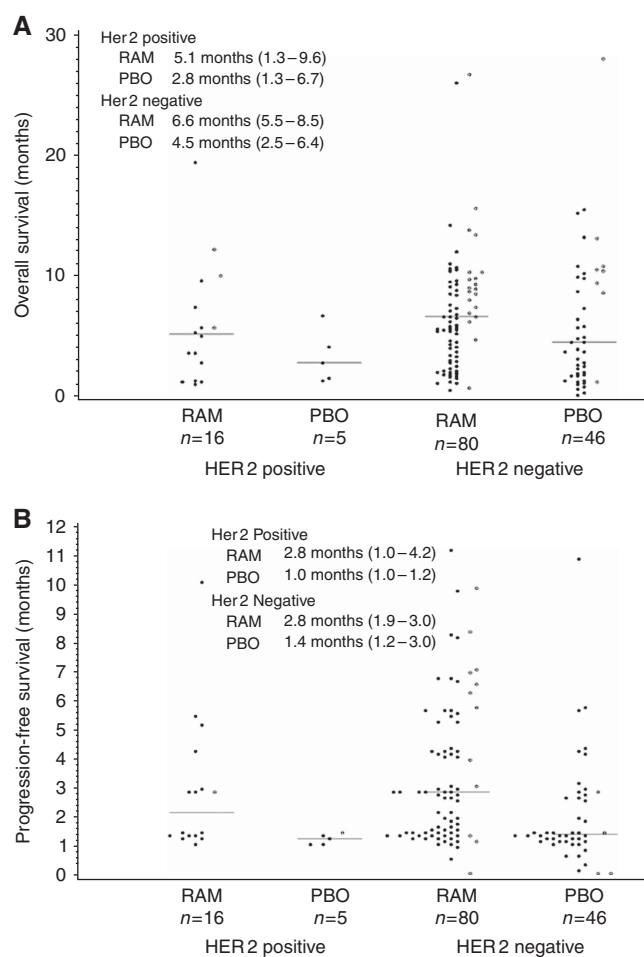 A
Her2 positive
RAM 5.1 months (1.3–9.6)
PBO 2.8 months (1.3–6.7)
Her2 negative
RAM 6.6 months (5.5–8.5)
PBO 4.5 months (2.5–6.4)
Overall survival (months)
30
20
10
0
RAM PBO RAM PBO
n=16 n=5 n=80 n=46
HER2 positive HER2 negative
B
Her2 Positive
RAM 2.8 months (1.0–4.2)
PBO 1.0 months (1.0–1.2)
Her2 Negative
RAM 2.8 months (1.9–3.0)
PBO 1.4 months (1.2–3.0)
Progression-free survival (months)
12
11
10
9
8
7
6
5
4
3
2
1
0
RAM PBO RAM PBO
n=16 n=5 n=80 n=46
HER2 positive HER2 negative